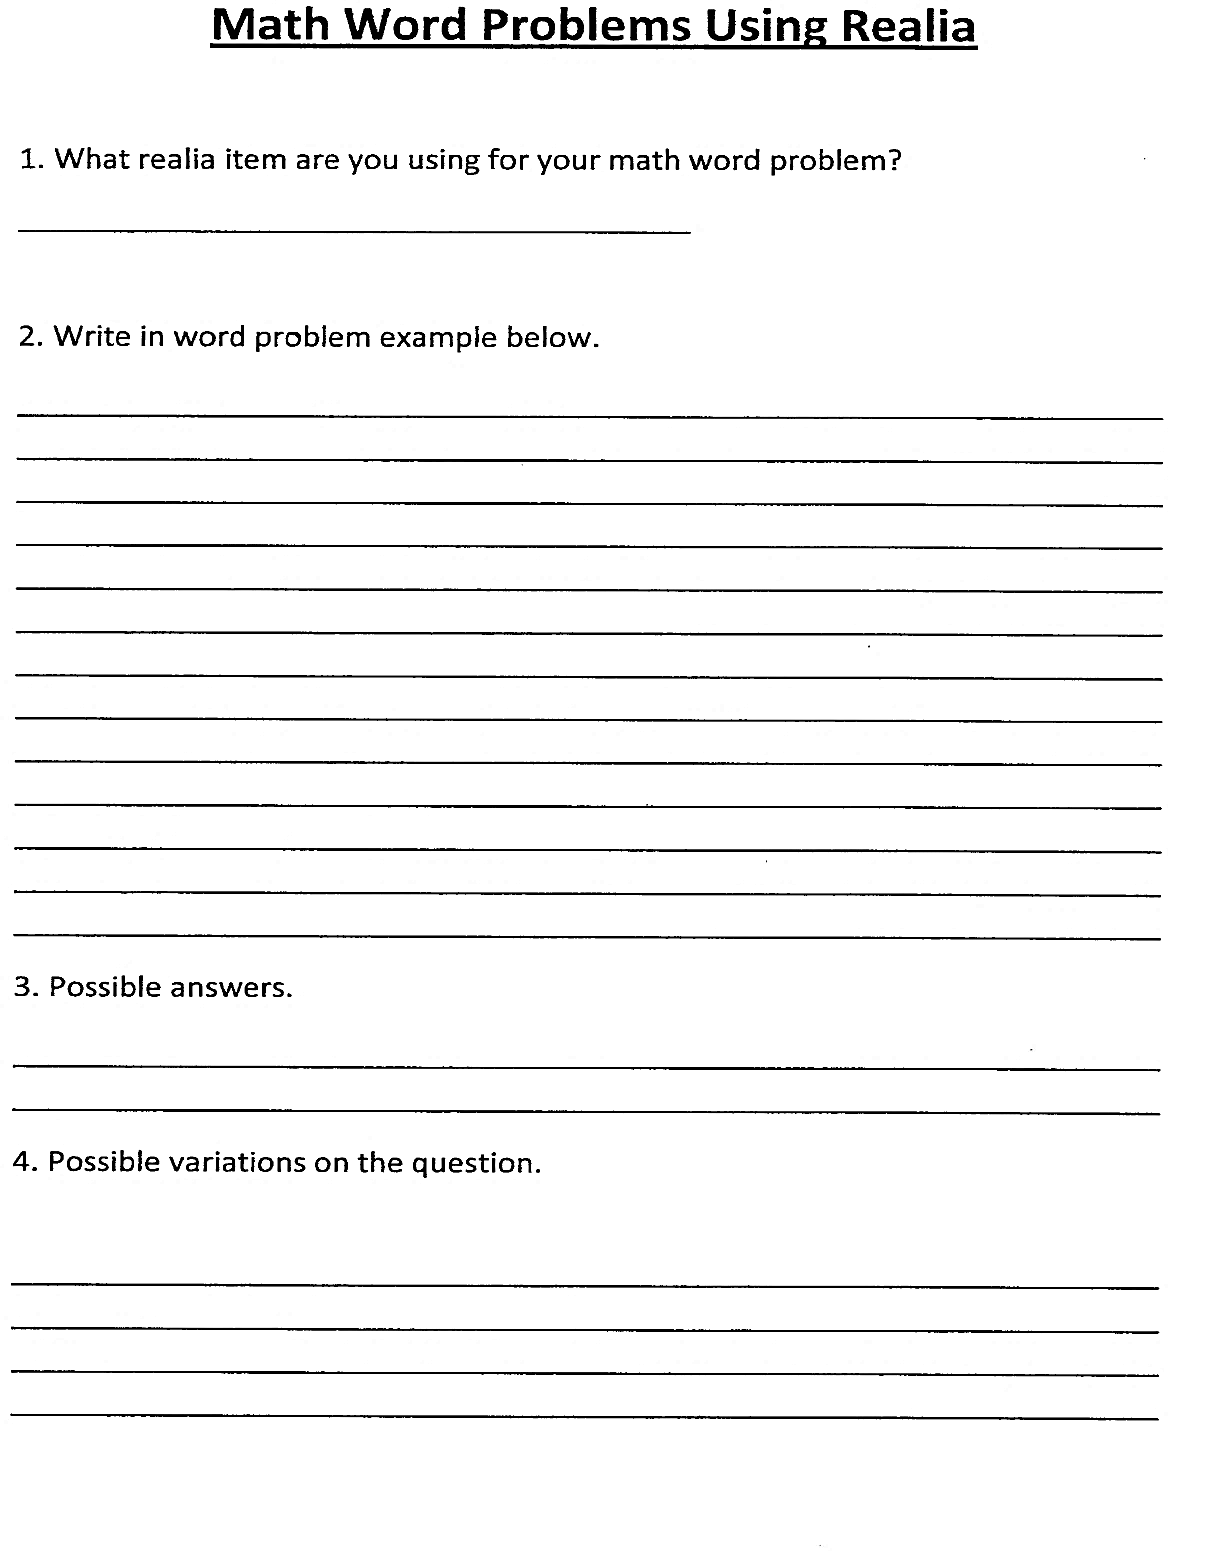 Math Word Problems Using Realia
1. What realia item are you using for your math word problem?
2. Write in word problem example below.
3. Possible answers.
4. Possible variations on the question.